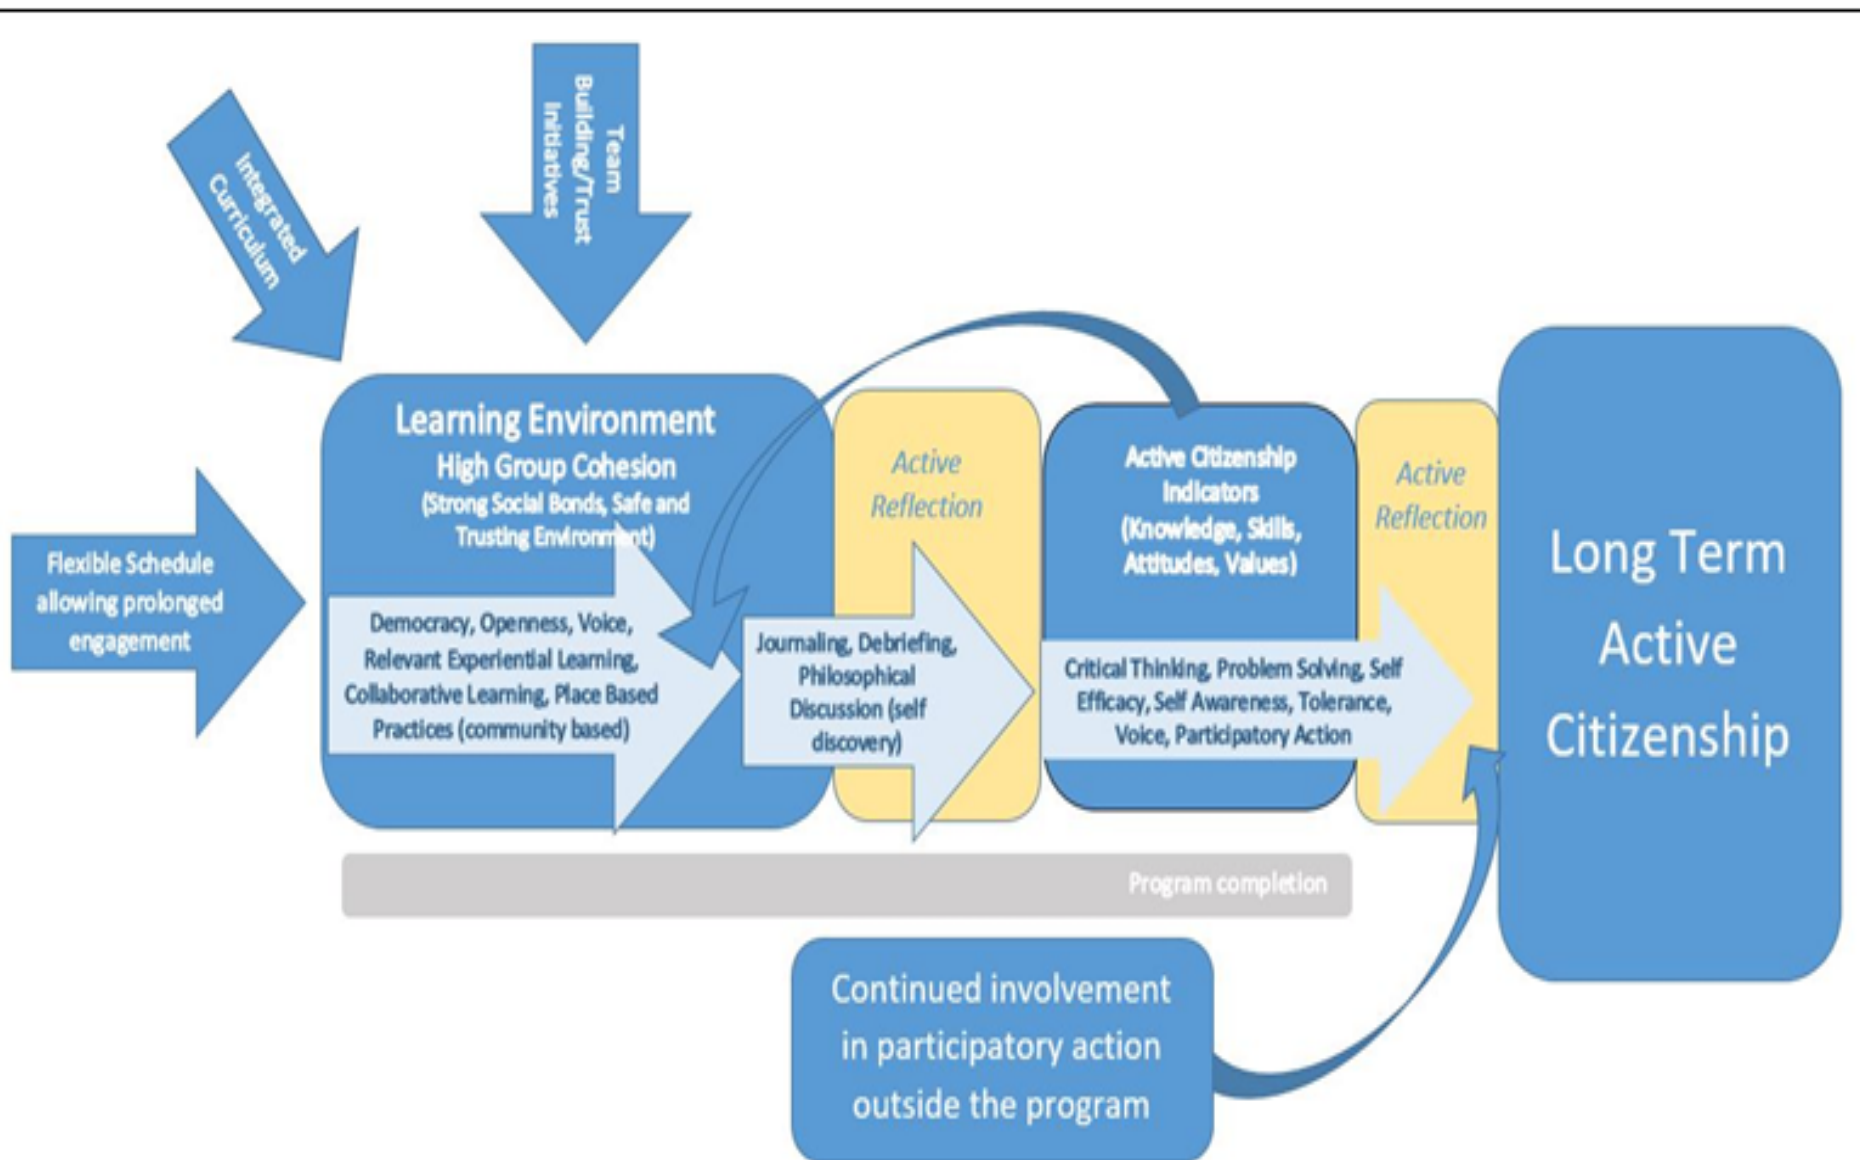 Integrated
Curriculum
Team
Building/Trust
Initiatives
Flexible Schedule
allowing prolonged
engagement
Learning Environment
High Group Cohesion
(Strong Social Bonds, Safe and
Trusting Environment)
Democracy, Openness, Voice,
Relevant Experiential Learning,
Collaborative Learning, Place Based
Practices (community based)
Active
Reflection
Journaling, Debriefing,
Philosophical
Discussion (self
discovery)
Active Citizenship
Indicators
(Knowledge, Skills,
Attitudes, Values)
Critical Thinking, Problem Solving, Self
Efficacy, Self Awareness, Tolerance,
Voice, Participatory Action
Active
Reflection
Long Term
Active
Citizenship
Program completion
Continued involvement
in participatory action
outside the program